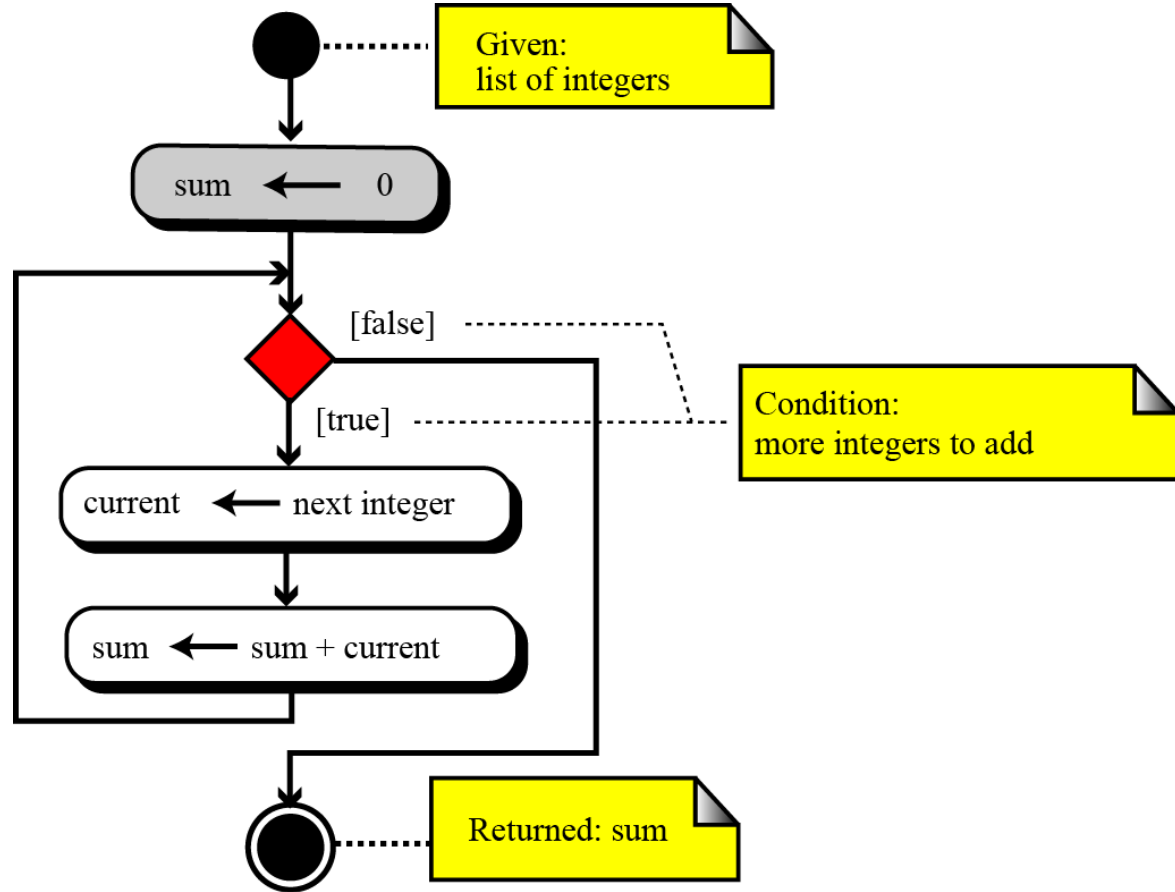 Given:
list of integers
sum ← 0
[false]
[true]
Condition:
more integers to add
current ← next integer
sum ← sum + current
Returned: sum